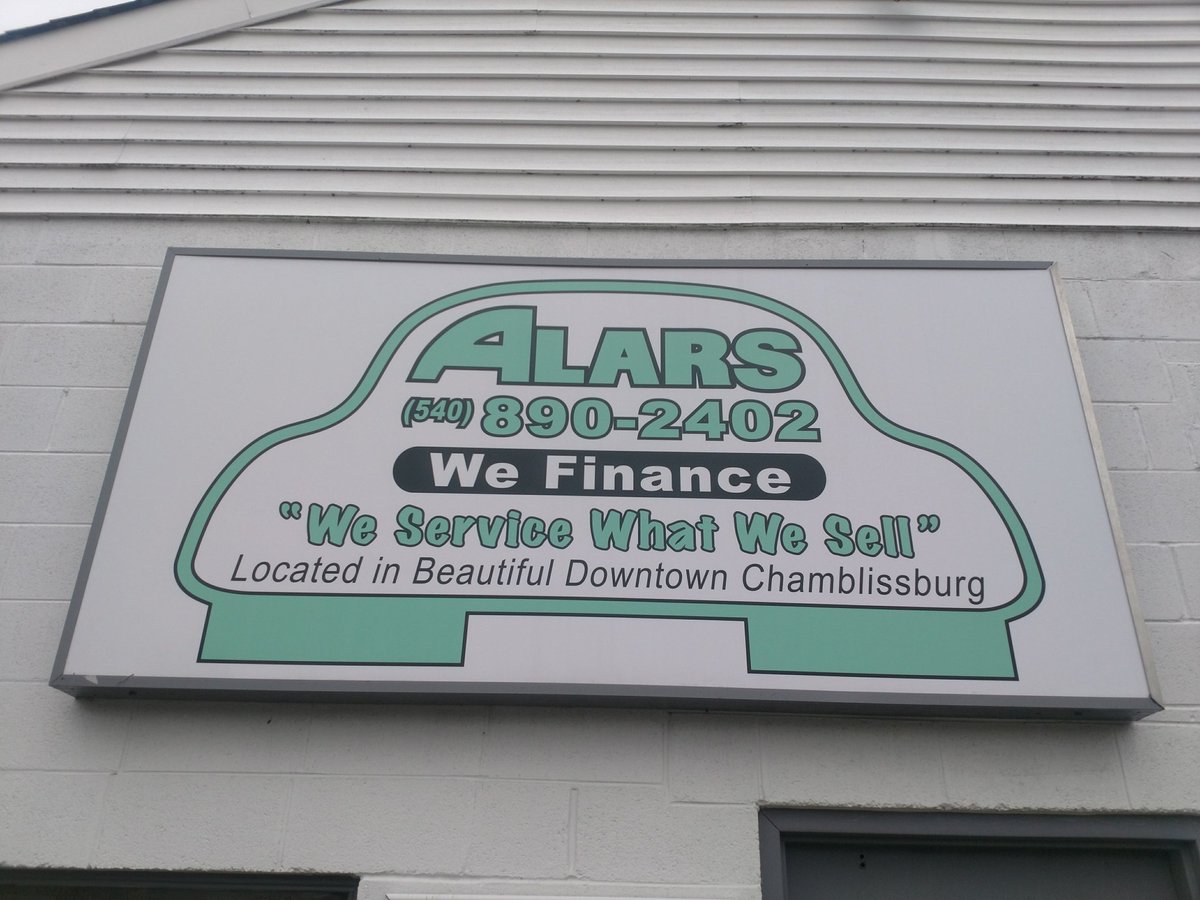 ALARS
(540) 890-2402
We Finance
"We Service What We Sell"
Located in Beautiful Downtown Chamblissburg